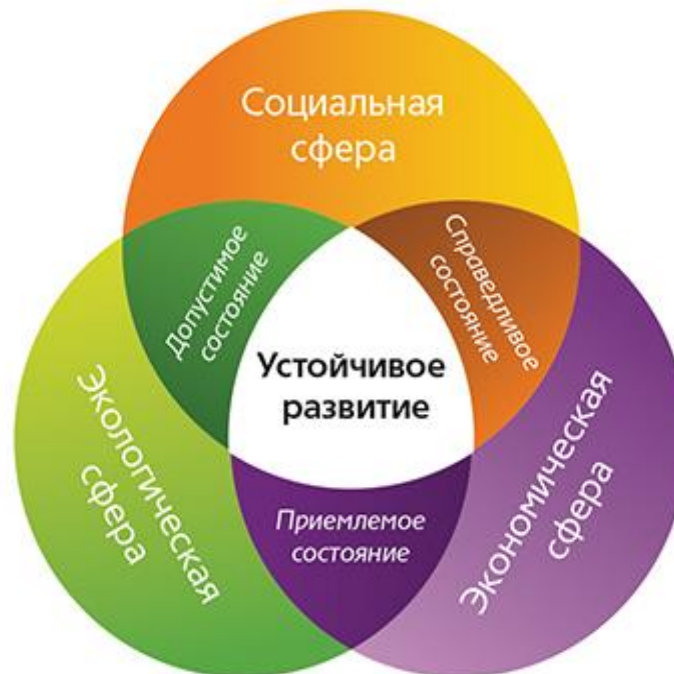 Социальная
сфера
Допустимое
состояние
Справедливое
состояние
Устойчивое
развитие
Экологическая
сфера
Приемлемое
состояние
Экономическая
сфера